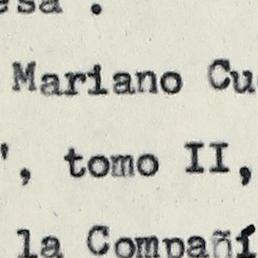 esa .
Mariano Cu
", tomo II,
la Compañí